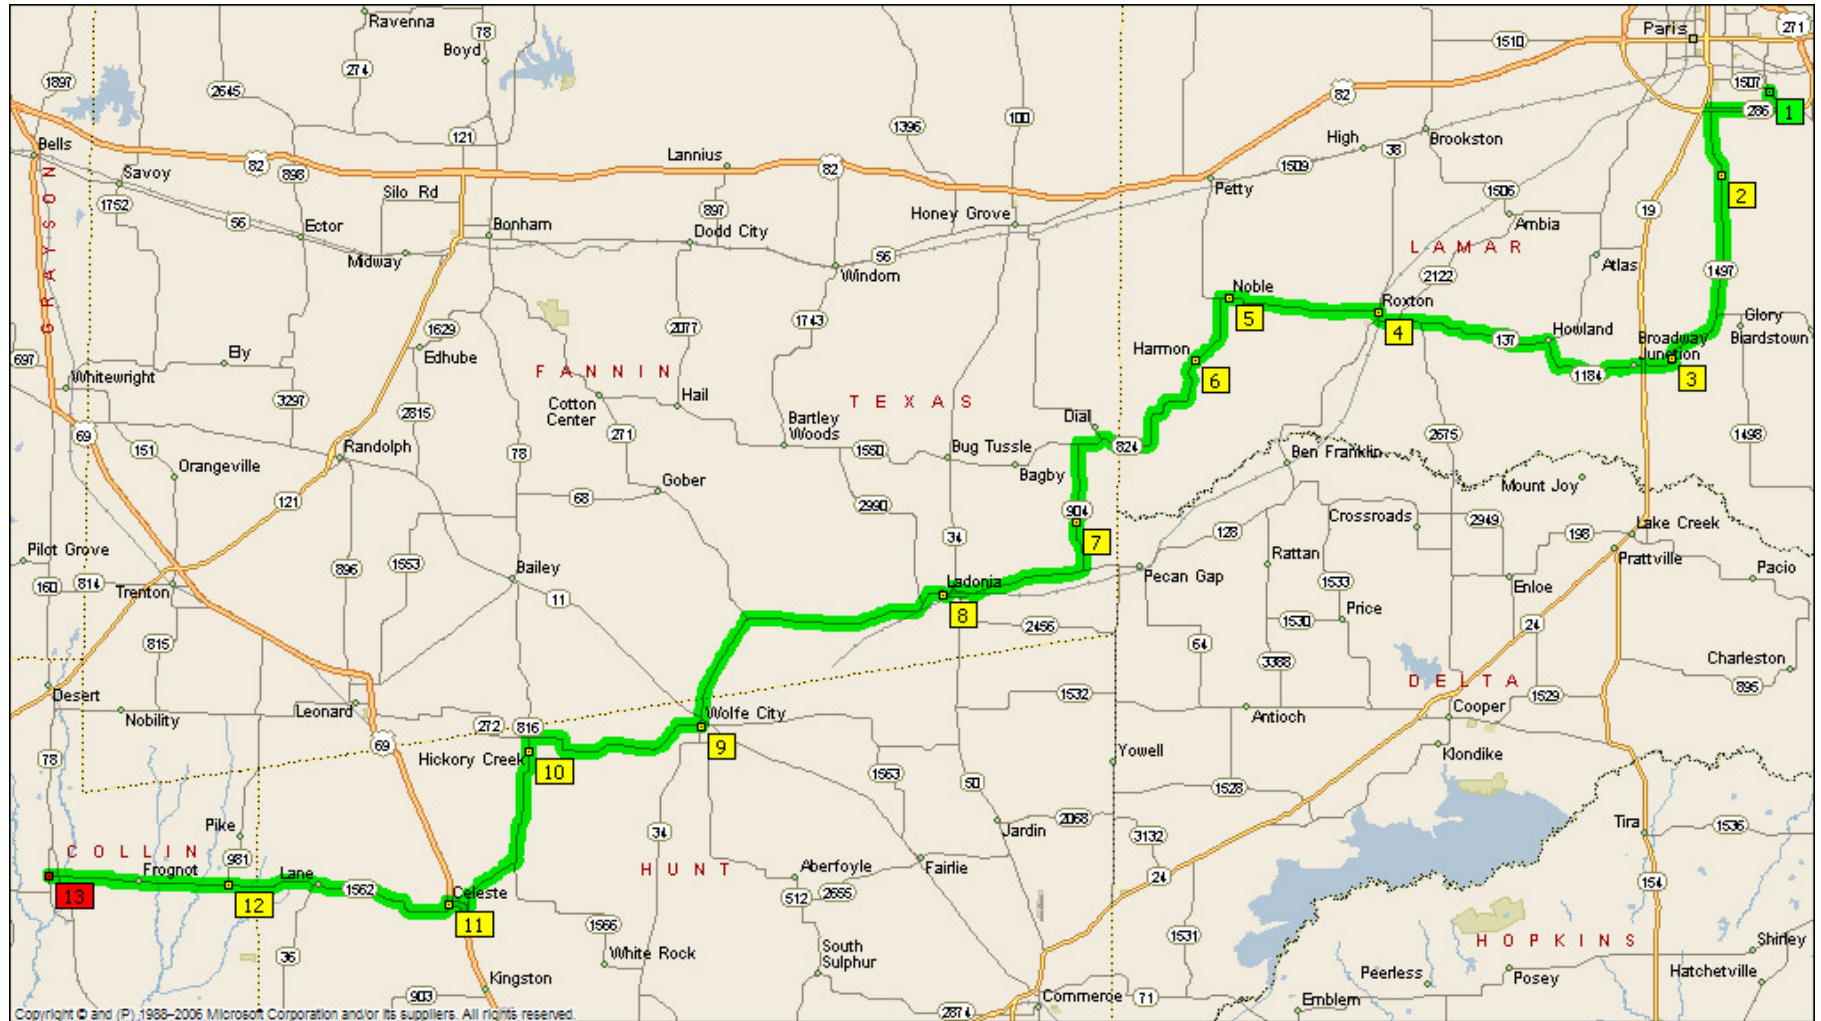 Ravenna
78
Boyd
Paris
271
1510
274
1897
2645
82
1507
286
1
100
1396
121
High
38
Brookston
Bells
82
898
Lannius
82
1509
Savoy
Petty
2
1506
1752
Silo Rd
897
Honey Grove
19
56
Ector
Bonham
Dodd City
Ambia
GRAYSON
Midway
56
LAMAR
Windom
2122
Atlas
1497
Noble
Roxton
5
4
1743
2077
1629
Glory
Howland
137
Broadway
Junction
Biardstown
Edhube
Ely
697
Harmon
6
1184
3
Whitewright
FANNIN
3297
2815
Cotton
Center
Hail
TEXAS
Bartley
Woods
Dial
69
271
824
2675
1498
151
Randolph
78
1550
Bug Tussle
Ben Franklin
Orangeville
Bagby
Gober
Mount Joy
121
68
2990
904
Crossroads
2949
Lake Creek
34
7
128
198
Pilot Grove
Rattan
Prattville
896
1553
Bailey
Pecan Gap
Pacio
160
814
Trenton
11
Ladonia
1533
Enloe
8
Price
2456
1530
24
815
64
3388
Charleston
Desert
1532
DELTA
895
1529
Nobility
Leonard
Wolfe City
Antioch
Cooper
272
816
69
9
78
Hickory Creek
10
Yowell
Klondike
1563
50
1528
Pike
34
Jardin
2068
3132
Tira
1536
COLLIN
981
Frognot
Lane
1562
HUNT
Aberfoyle
Fairlie
24
154
13
12
Celeste
11
512
2655
1566
1531
HOPKINS
36
White Rock
South
Sulphur
Shirley
Kingston
Peerless
Posey
Hatchetville
903
Commerce
71
Emblem
2874
Copyright © and (P) 1988–2006 Microsoft Corporation and/or its suppliers. All rights reserved.